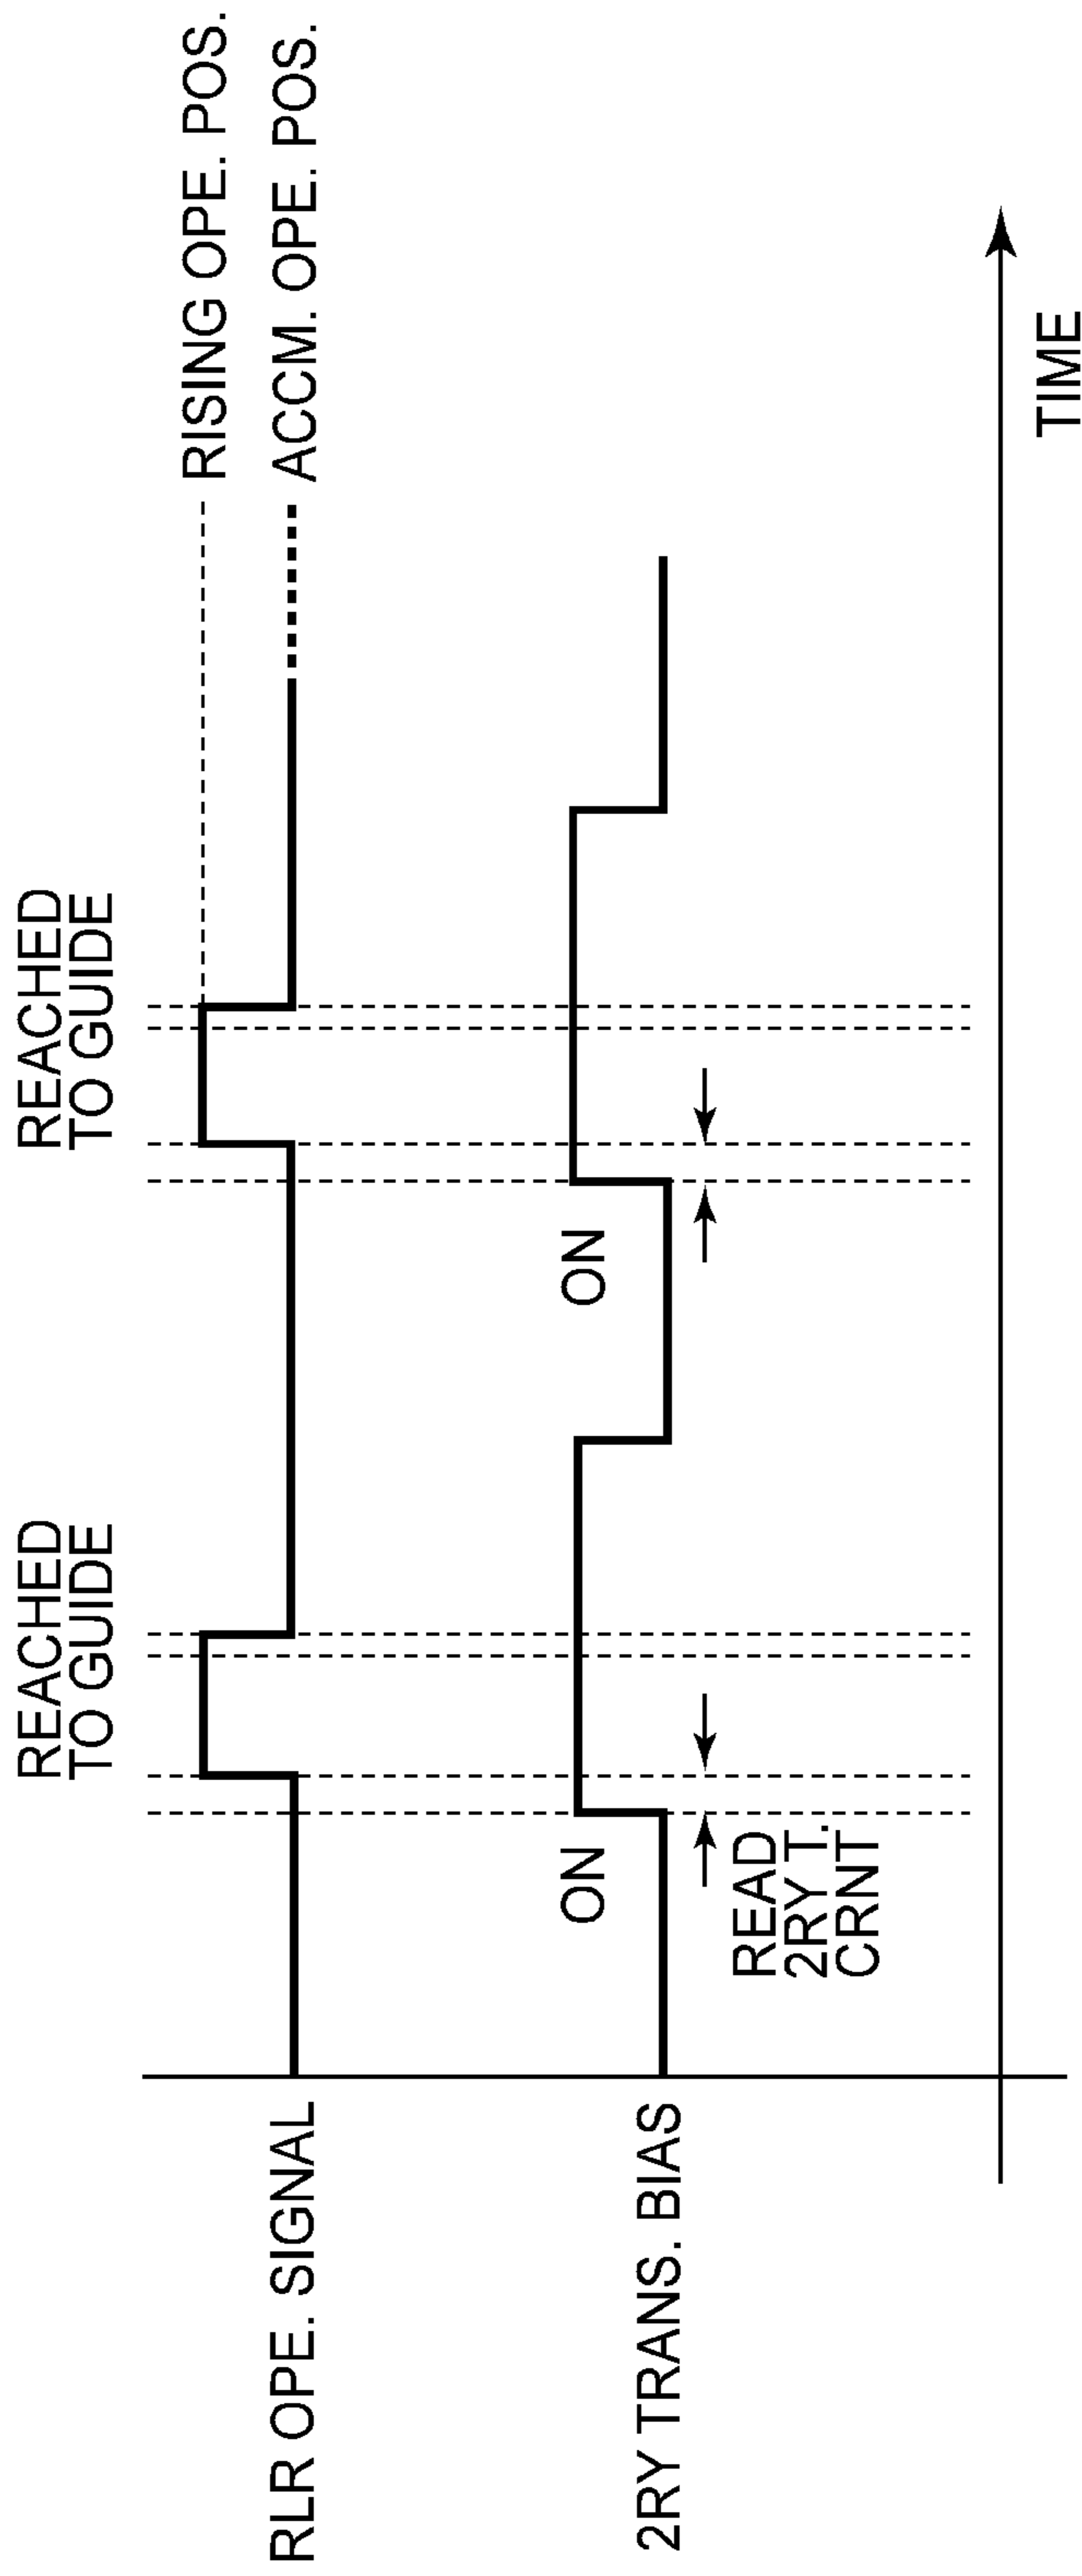 REACHED
TO GUIDE
REACHED
TO GUIDE
RISING OPE. POS.
RLR OPE. SIGNAL
ACCM. OPE. POS.
ON
ON
2RY TRANS. BIAS
READ
2RY T.
CRNT
TIME